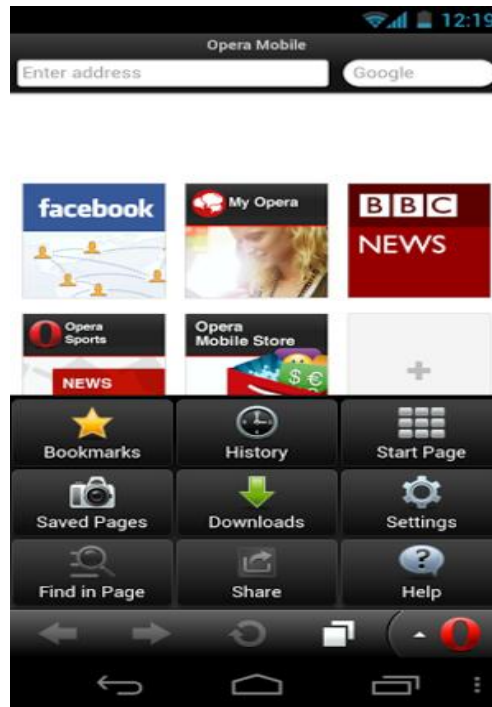 12:19
Opera Mobile
Enter address
Google
facebook
My Opera
BBC
NEWS
Opera
Sports
NEWS
Opera
Mobile Store
$ €
Bookmarks
History
Start Page
Saved Pages
Downloads
Settings
Find in Page
Share
Help